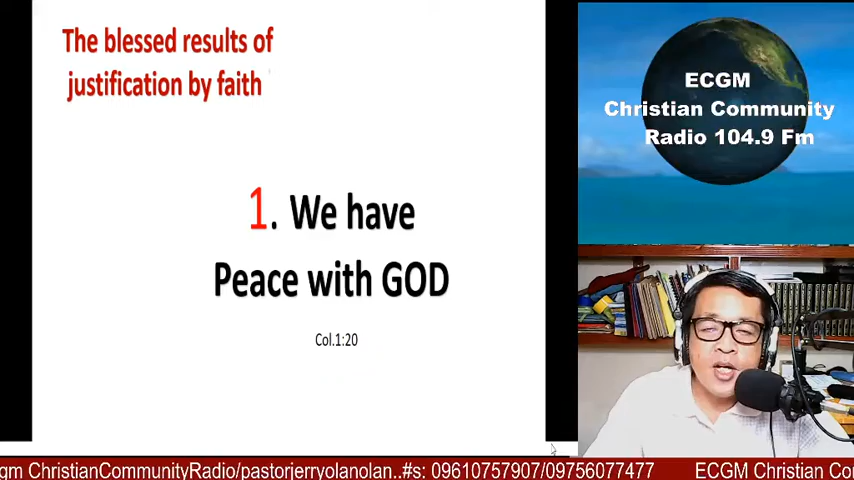 The blessed results of
justification by faith
1. We have
Peace with GOD
Col.1:20
ECGM
Christian Community
Radio 104.9 Fm
gm ChristianCommunityRadio/pastorjerryolanolan..#s: 09610757907/09756077477 ECGM Christian Co